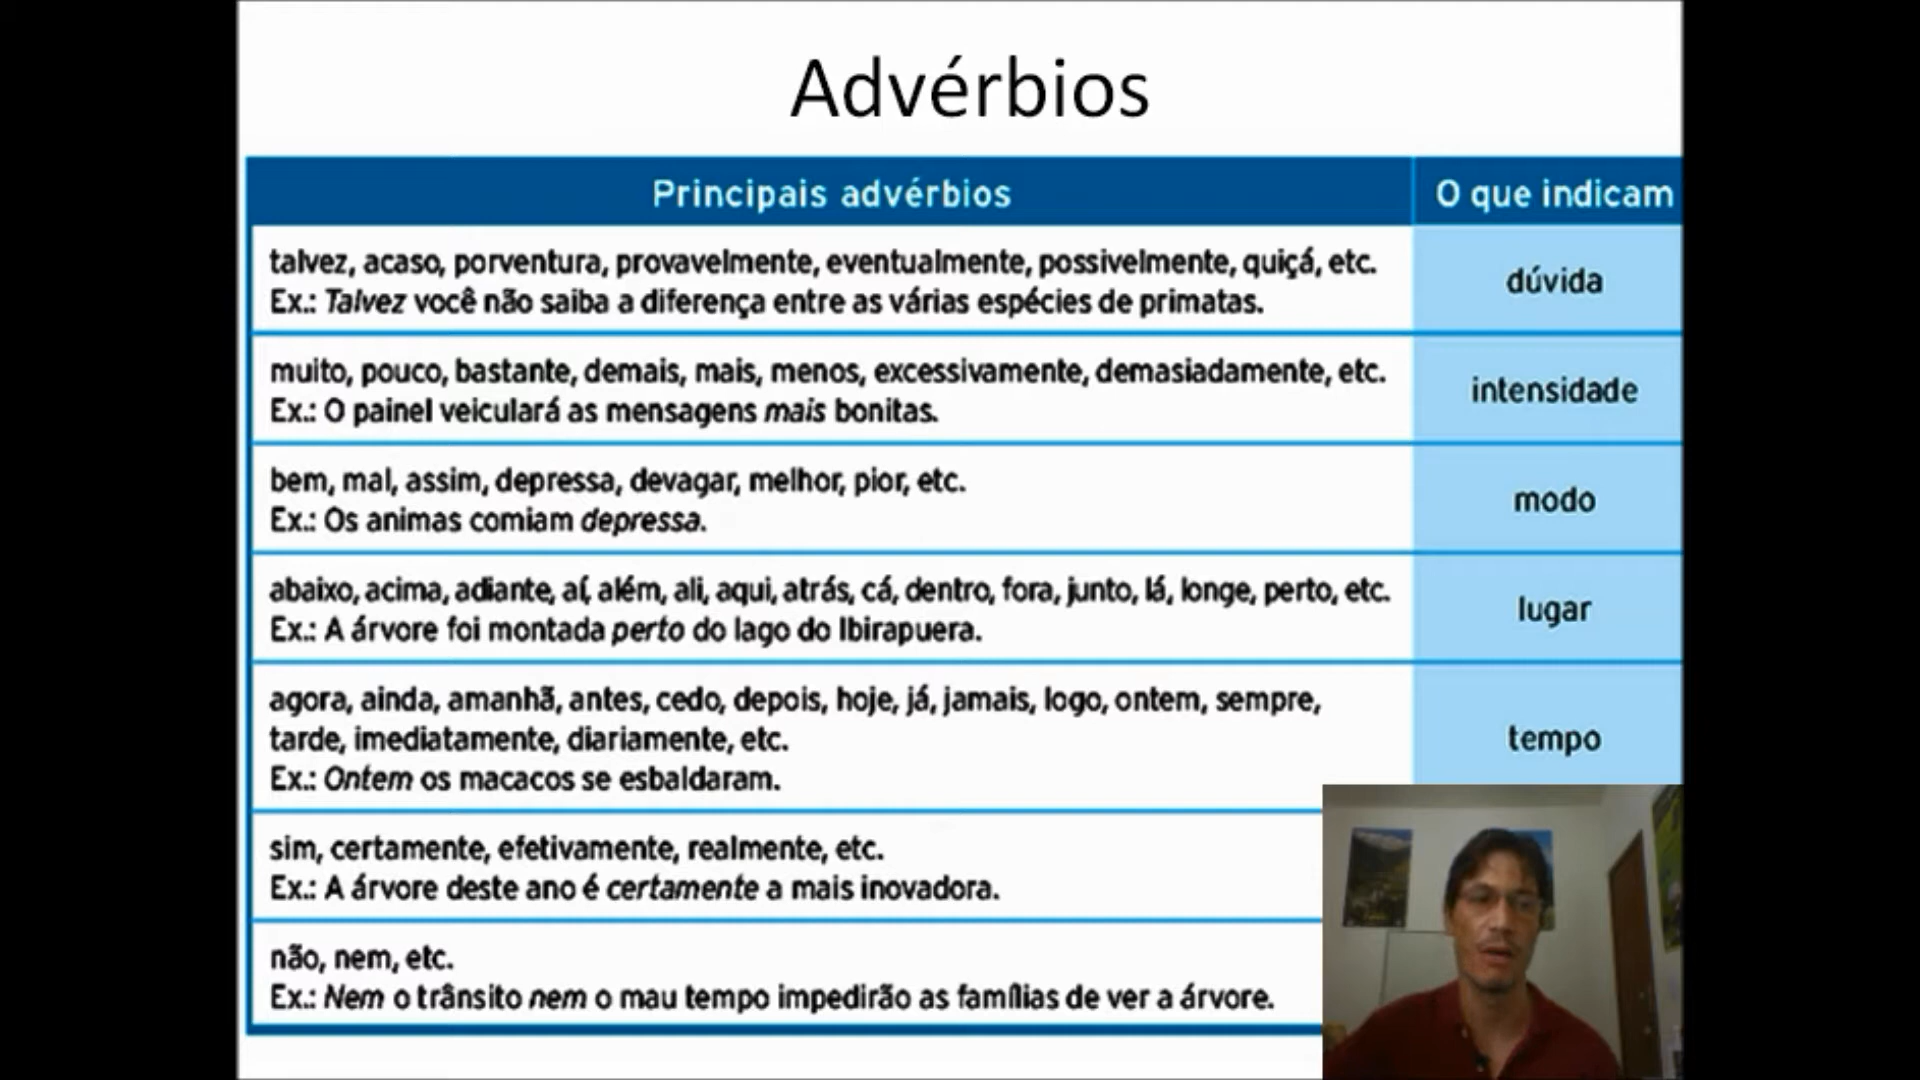 Advérbios
Principais advérbios
O que indicam
talvez, acaso, porventura, provavelmente, eventualmente, possivelmente, quiçá, etc.
Ex.: Talvez você não saiba a diferença entre as várias espécies de primatas.
dúvida
muito, pouco, bastante, demais, mais, menos, excessivamente, demasiadamente, etc.
Ex.: O painel veiculará as mensagens mais bonitas.
intensidade
bem, mal, assim, depressa, devagar, melhor, pior, etc.
Ex.: Os animas comiam depressa.
modo
abaixo, acima, adiante, aí, além, ali, aqui, atrás, cá, dentro, fora, junto, lá, longe, perto, etc.
Ex.: A árvore foi montada perto do lago do Ibirapuera.
lugar
agora, ainda, amanhã, antes, cedo, depois, hoje, já, jamais, logo, ontem, sempre,
tarde, imediatamente, diariamente, etc.
Ex.: Ontem os macacos se esbaldaram.
tempo
sim, certamente, efetivamente, realmente, etc.
Ex.: A árvore deste ano é certamente a mais inovadora.
não, nem, etc.
Ex.: Nem o trânsito nem o mau tempo impedirão as famílias de ver a árvore.